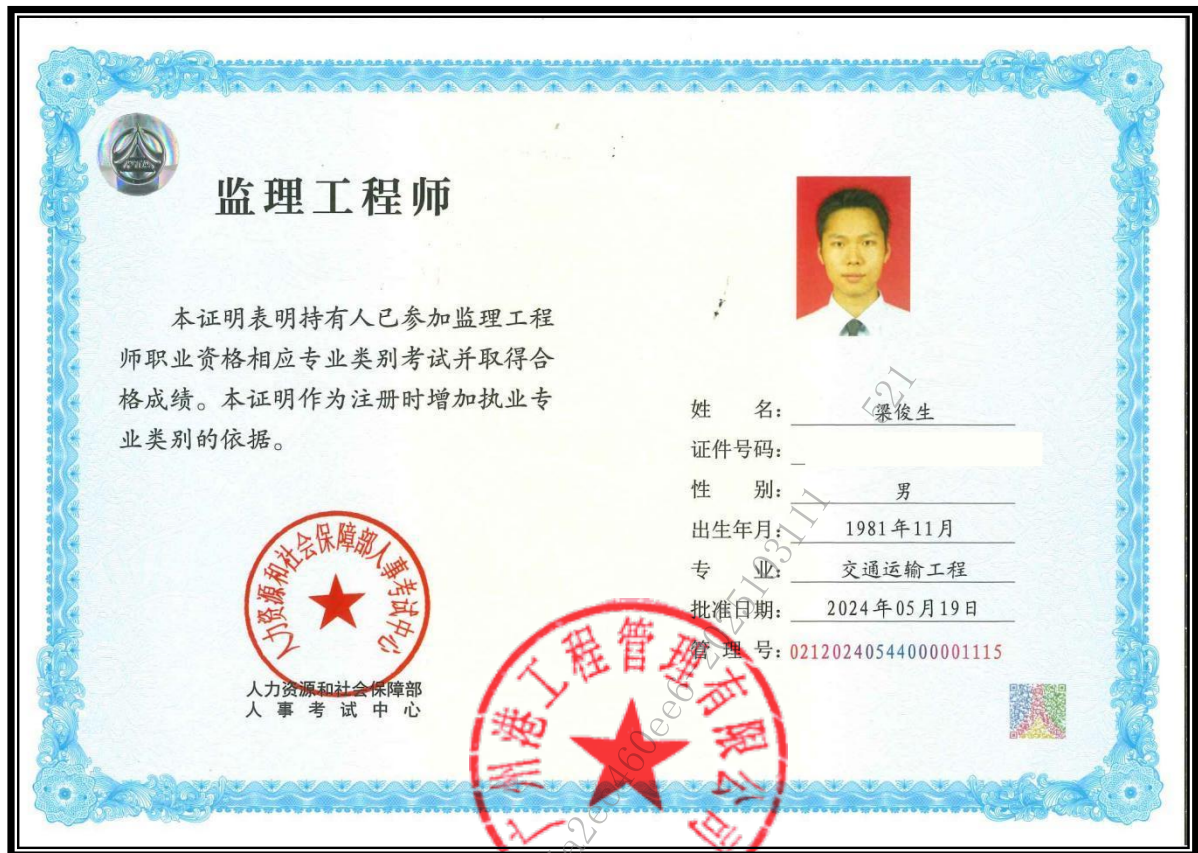 监理工程师
本证明表明持有人已参加监理工程
师职业资格相应专业类别考试并取得合
格成绩。本证明作为注册时增加执业专
业类别的依据。
姓 名: 梁俊生
证件号码:
性 别: 男
出生年月: 1981年11月
专 业: 交通运输工程
批准日期: 2024年05月19日
管 理 号: 02120240544000001115
人力资源和社会保障部人事考试中心
人力资源和社会保障部
人 事 考 试 中 心
广州港工程管理有限公司
521